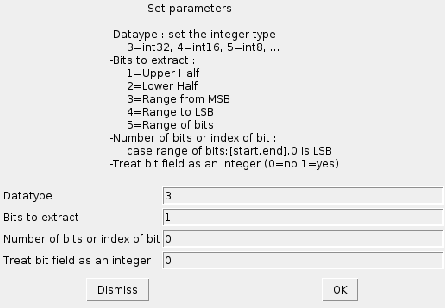 Set parameters
-Dataype : set the integer type
3=int32, 4=int16, 5=int8, ...
-Bits to extract :
1=Upper Half
2=Lower Half
3=Range from MSB
4=Range to LSB
5=Range of bits
-Number of bits or index of bit :
case range of bits:[start,end],0 is LSB
-Treat bit field as an integer (0=no 1=yes)
Datatype 3
Bits to extract 1
Number of bits or index of bit 0
Treat bit field as an integer 0
Dismiss OK